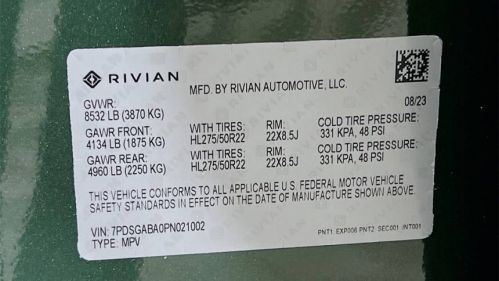 RIVIAN
MFD. BY RIVIAN AUTOMOTIVE, LLC.
GVWR:
8532 LB (3870 KG)
08/23
GAWR FRONT: WITH TIRES: RIM: COLD TIRE PRESSURE:
4134 LB (1875 KG) HL275/50R22 22X8.5J 331 KPA, 48 PSI
GAWR REAR: WITH TIRES: RIM: COLD TIRE PRESSURE:
4960 LB (2250 KG) HL275/50R22 22X8.5J 331 KPA, 48 PSI
THIS VEHICLE CONFORMS TO ALL APPLICABLE U.S. FEDERAL MOTOR VEHICLE
SAFETY STANDARDS IN EFFECT ON THE DATE OF MANUFACTURE SHOWN ABOVE.
VIN: 7PDSGABA0PN021002
TYPE: MPV
PNT1: EXP006 PNT2: SEC001 INT001